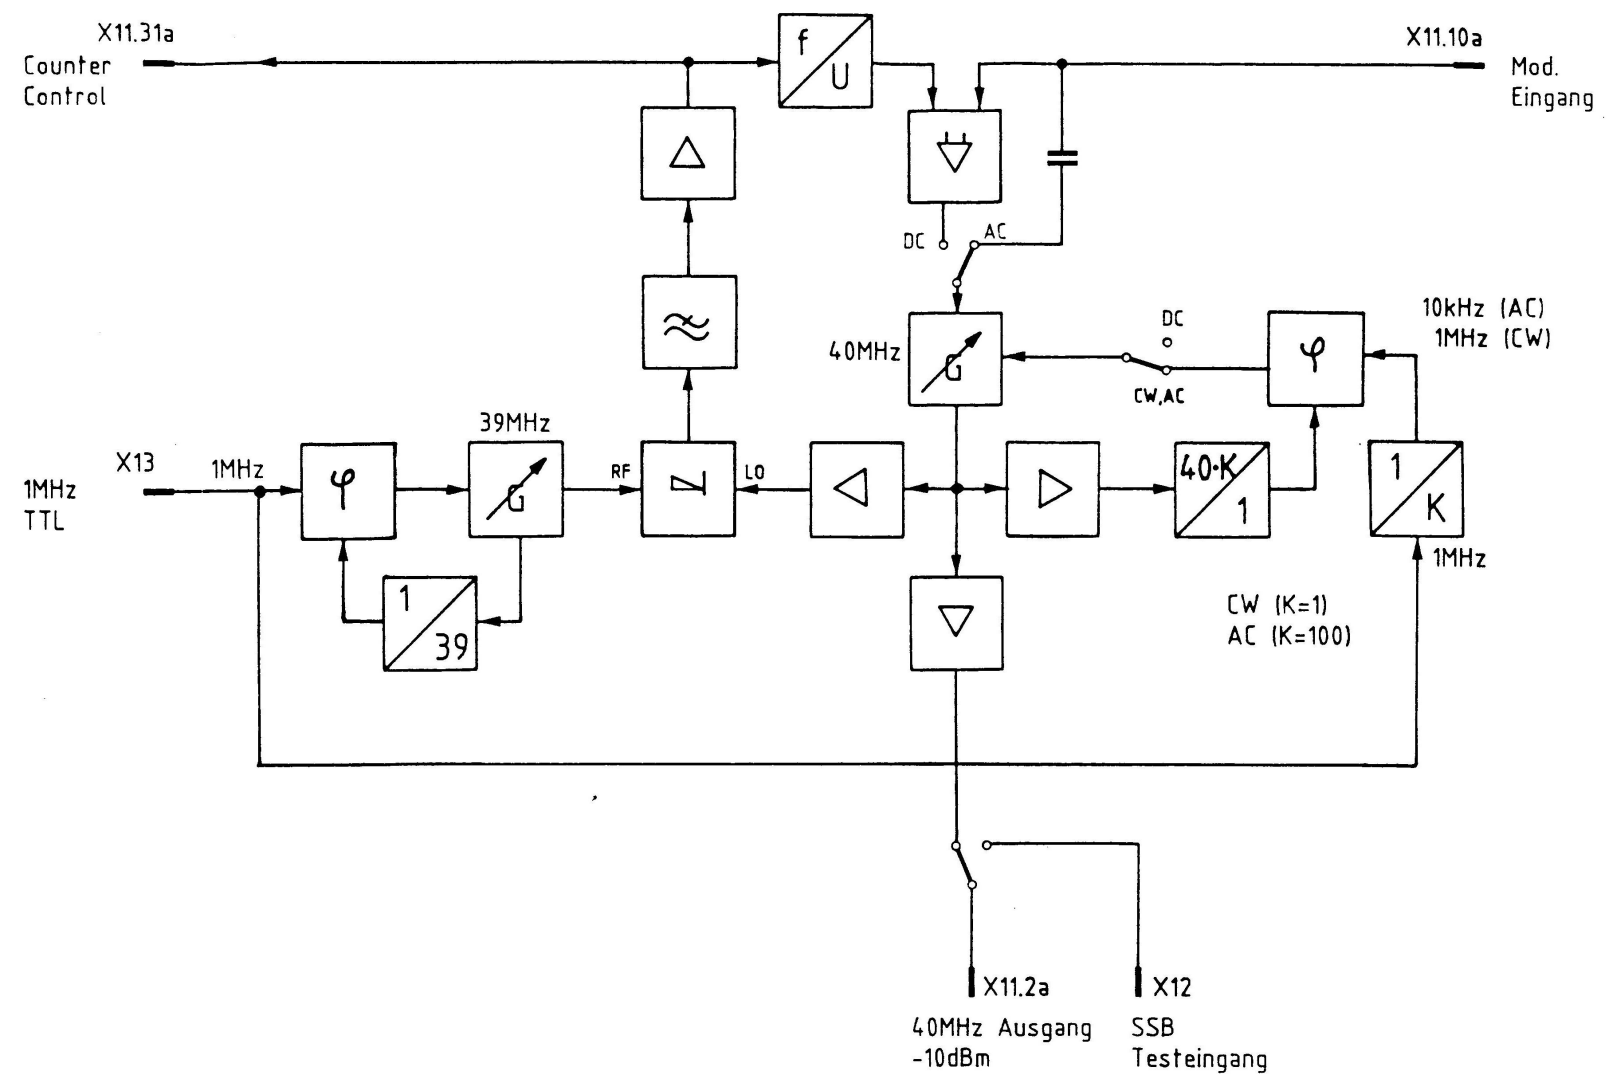 X11.31a
Counter
Control
f
U
X11.10a
Mod.
Eingang
DC
AC
40MHz
G
DC
CW,AC
φ
10kHz (AC)
1MHz (CW)
39MHz
X13
1MHz
1MHz
TTL
φ
G
RF
LO
40·K
1
1
K
1MHz
1
39
CW (K=1)
AC (K=100)
X11.2a
40MHz Ausgang
-10dBm
X12
SSB
Testeingang